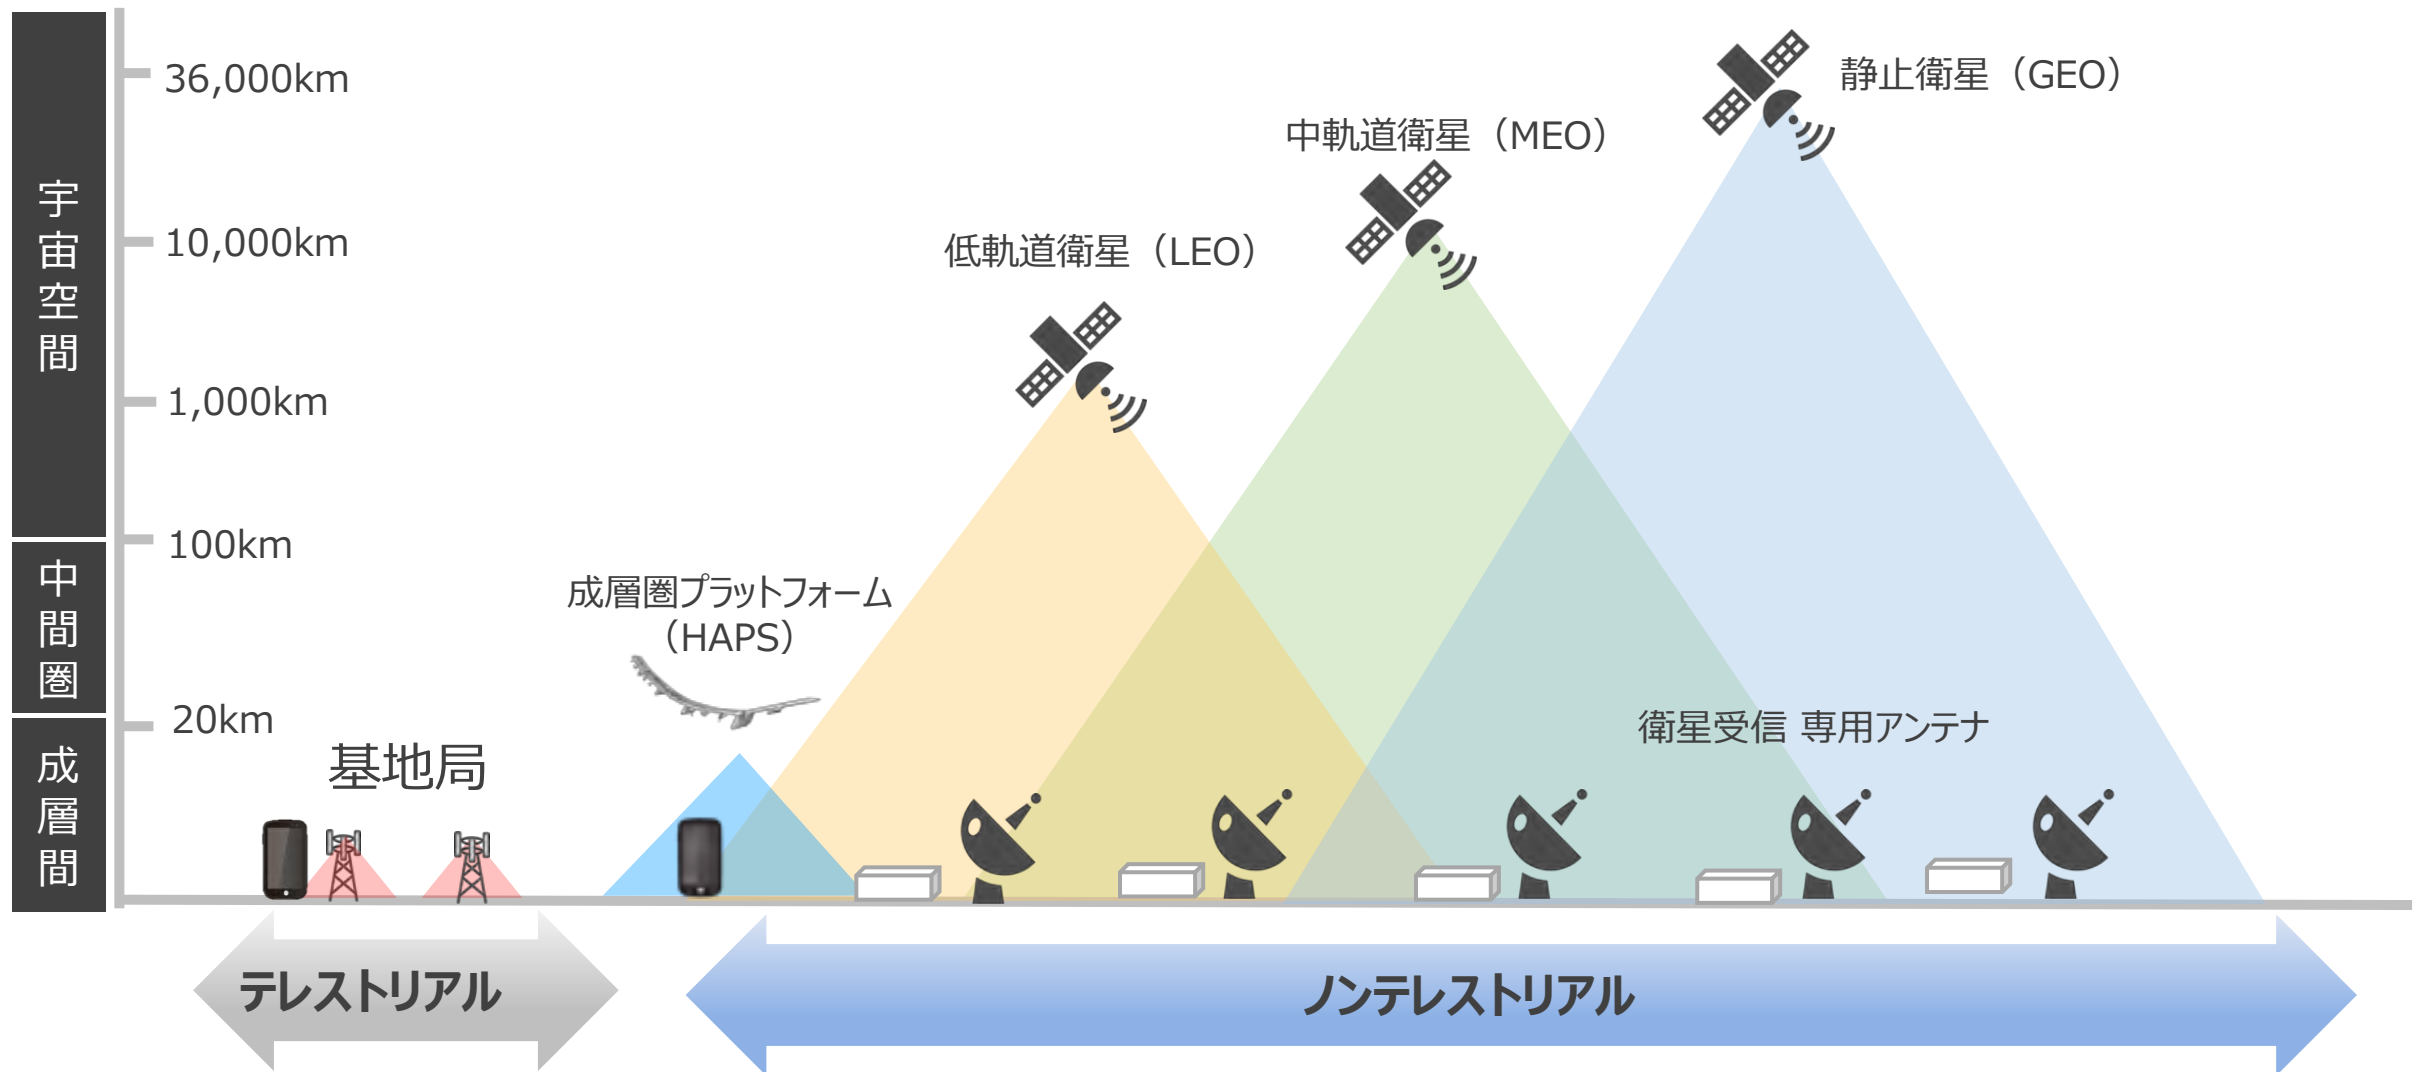 宇宙空間
中間圏
成層間
36,000km
10,000km
1,000km
100km
20km
静止衛星（GEO）
中軌道衛星（MEO）
低軌道衛星（LEO）
成層圏プラットフォーム
（HAPS）
基地局
衛星受信 専用アンテナ
テレストリアル
ノンテレストリアル